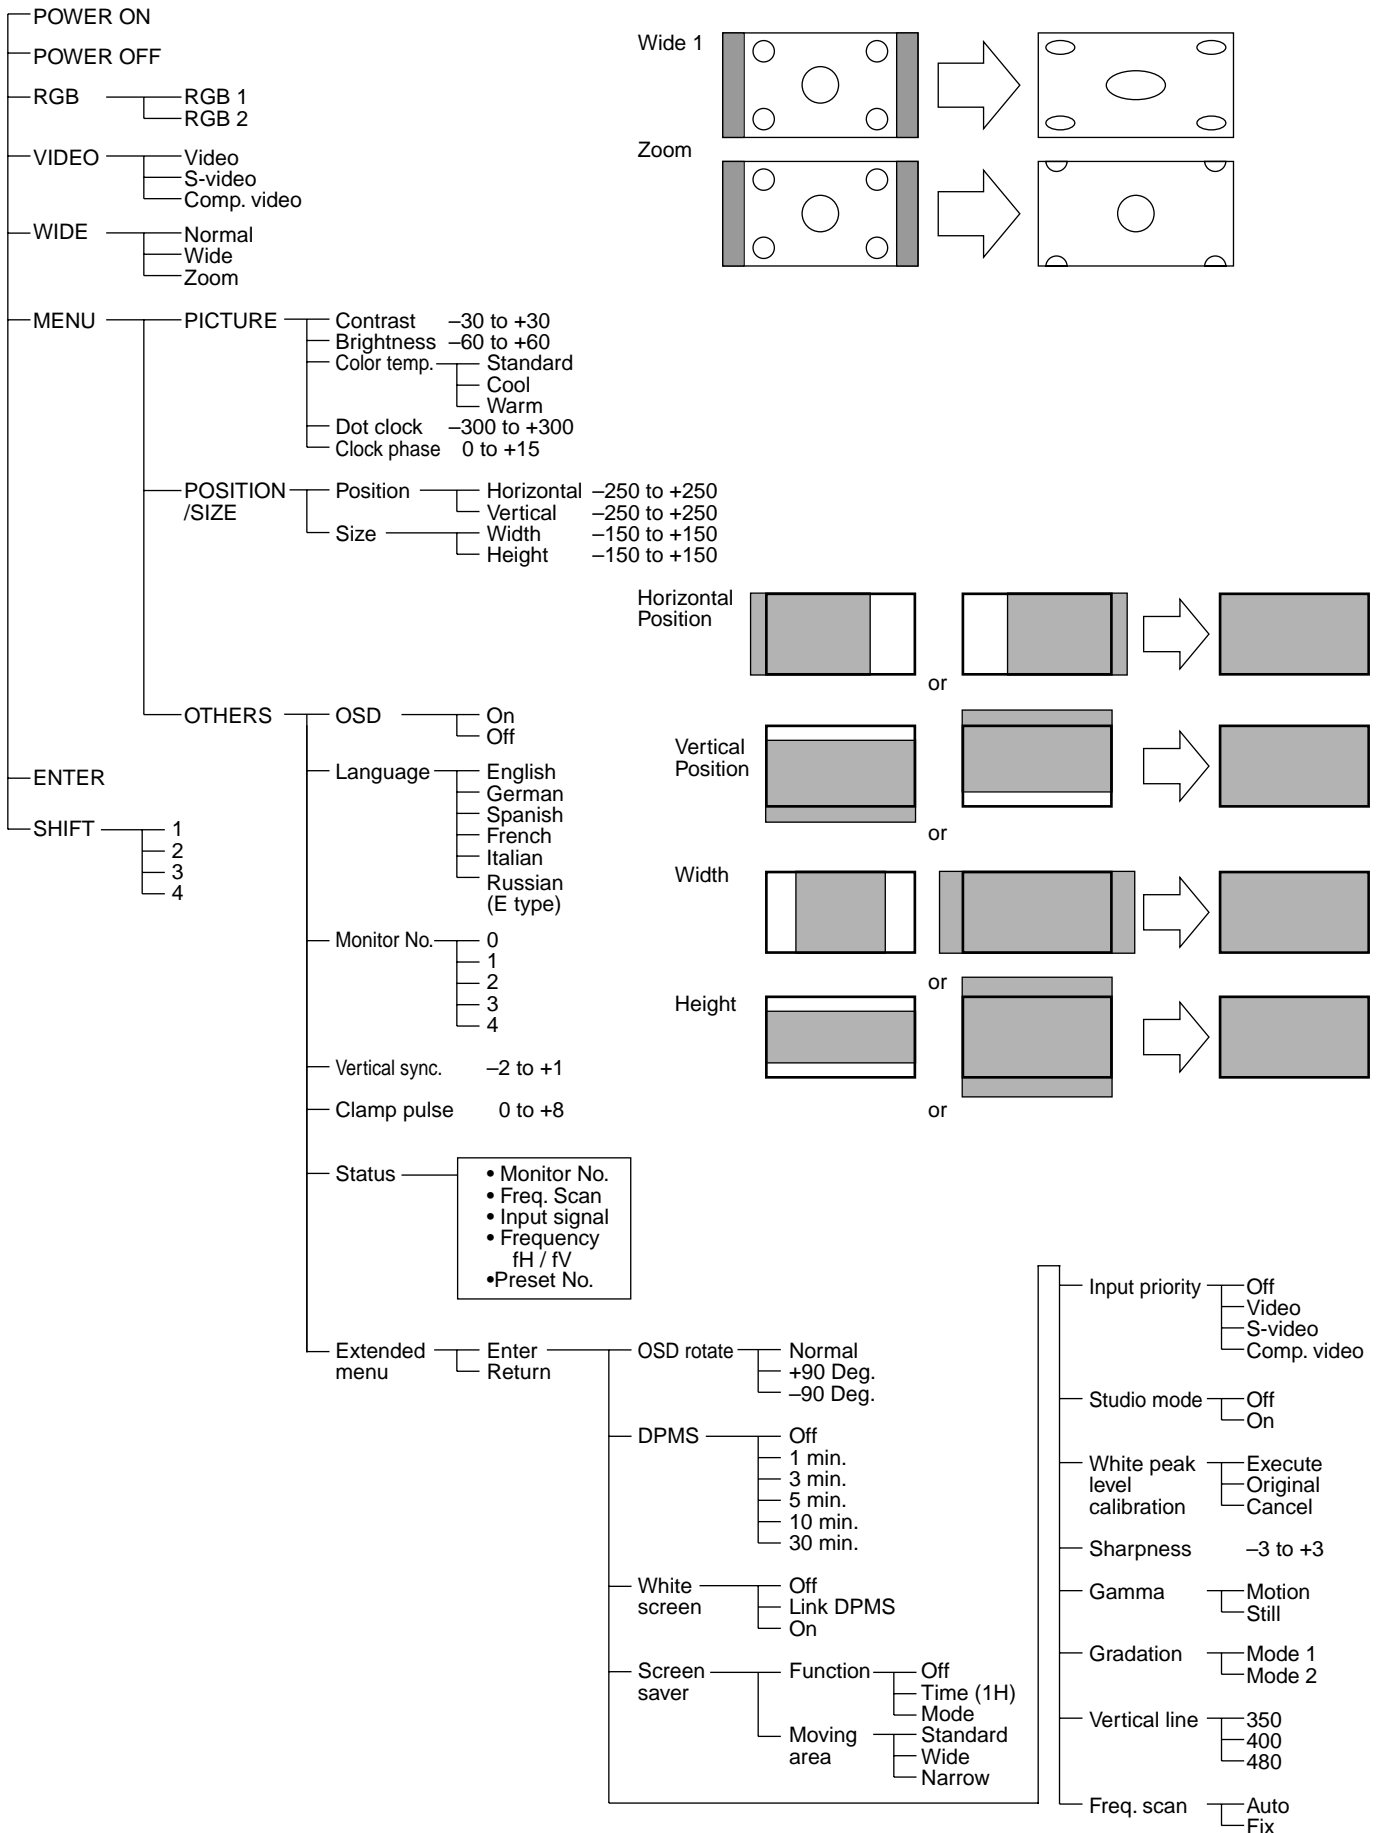 POWER ON
POWER OFF
RGB
RGB 1
RGB 2
VIDEO
Video
S-video
Comp. video
WIDE
Normal
Wide
Zoom
Wide 1
Zoom
MENU
PICTURE
Contrast –30 to +30
Brightness –60 to +60
Color temp.
Standard
Cool
Warm
Dot clock –300 to +300
Clock phase 0 to +15
POSITION
/SIZE
Position
Horizontal –250 to +250
Vertical –250 to +250
Size
Width –150 to +150
Height –150 to +150
Horizontal
Position
or
Vertical
Position
or
Width
or
Height
or
OTHERS
OSD
On
Off
Language
English
German
Spanish
French
Italian
Russian
(E type)
Monitor No.
0
1
2
3
4
Vertical sync. –2 to +1
Clamp pulse 0 to +8
Status
• Monitor No.
• Freq. Scan
• Input signal
• Frequency
fH / fV
•Preset No.
Extended
menu
Enter
Return
OSD rotate
Normal
+90 Deg.
–90 Deg.
DPMS
Off
1 min.
3 min.
5 min.
10 min.
30 min.
White
screen
Off
Link DPMS
On
Screen
saver
Function
Off
Time (1H)
Mode
Moving
area
Standard
Wide
Narrow
Input priority
Off
Video
S-video
Comp. video
Studio mode
Off
On
White peak
level
calibration
Execute
Original
Cancel
Sharpness –3 to +3
Gamma
Motion
Still
Gradation
Mode 1
Mode 2
Vertical line
350
400
480
Freq. scan
Auto
Fix
ENTER
SHIFT
1
2
3
4